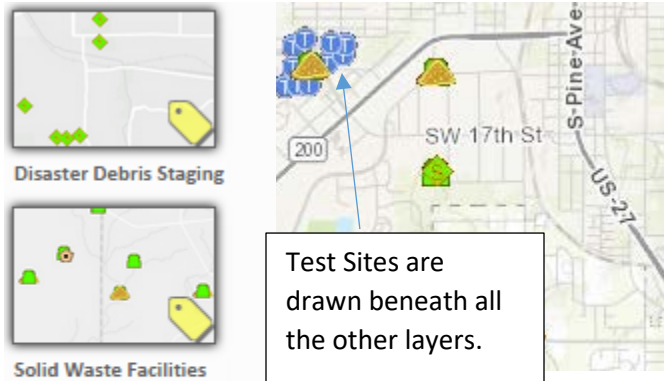 Disaster Debris Staging
Solid Waste Facilities
T T T T T T
200
SW 17th St
S
S-Pine-Ave-
US-27
Test Sites are
drawn beneath all
the other layers.